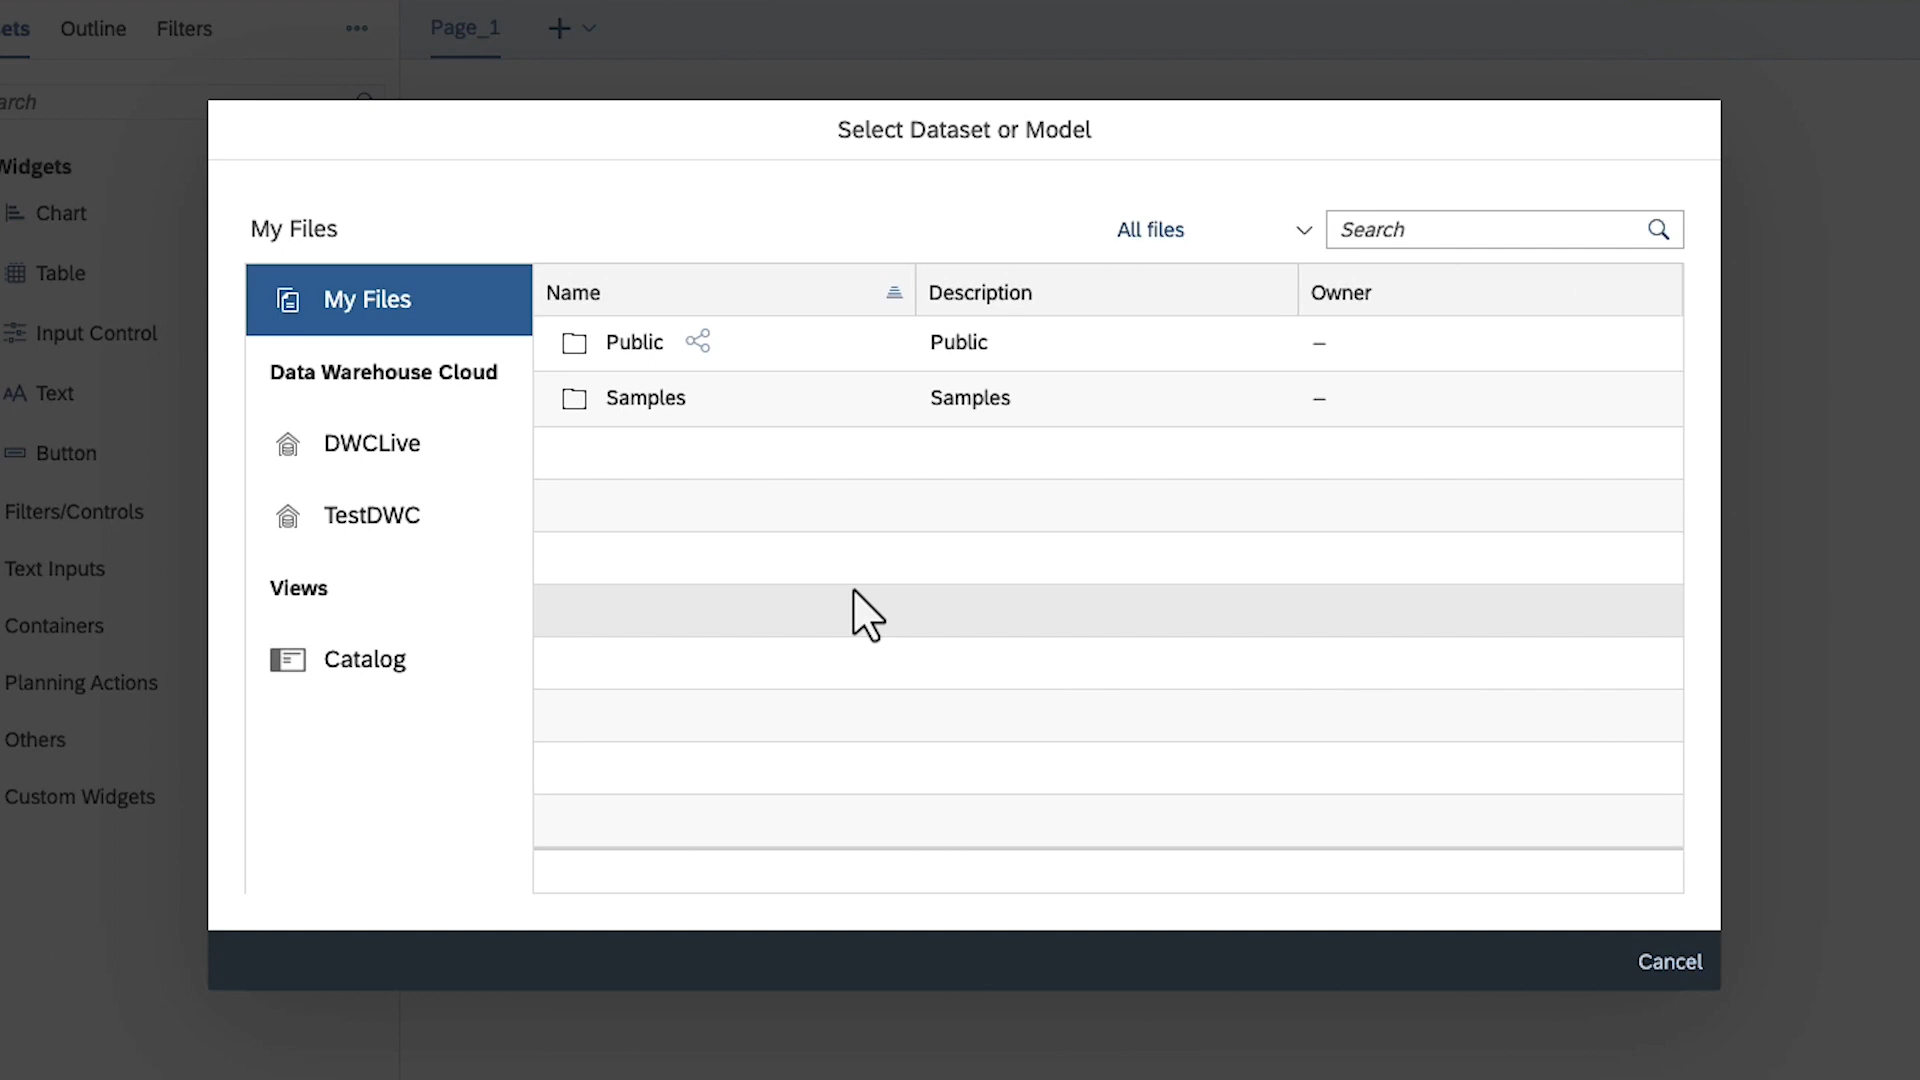 ets Outline Filters
Page_1
arch
Select Dataset or Model
Widgets
Chart
Table
Input Control
Text
Button
Filters/Controls
Text Inputs
Containers
Planning Actions
Others
Custom Widgets
My Files
All files
Search
My Files
Data Warehouse Cloud
DWCLive
TestDWC
Views
Catalog
Name Description Owner
Public Public –
Samples Samples –
Cancel